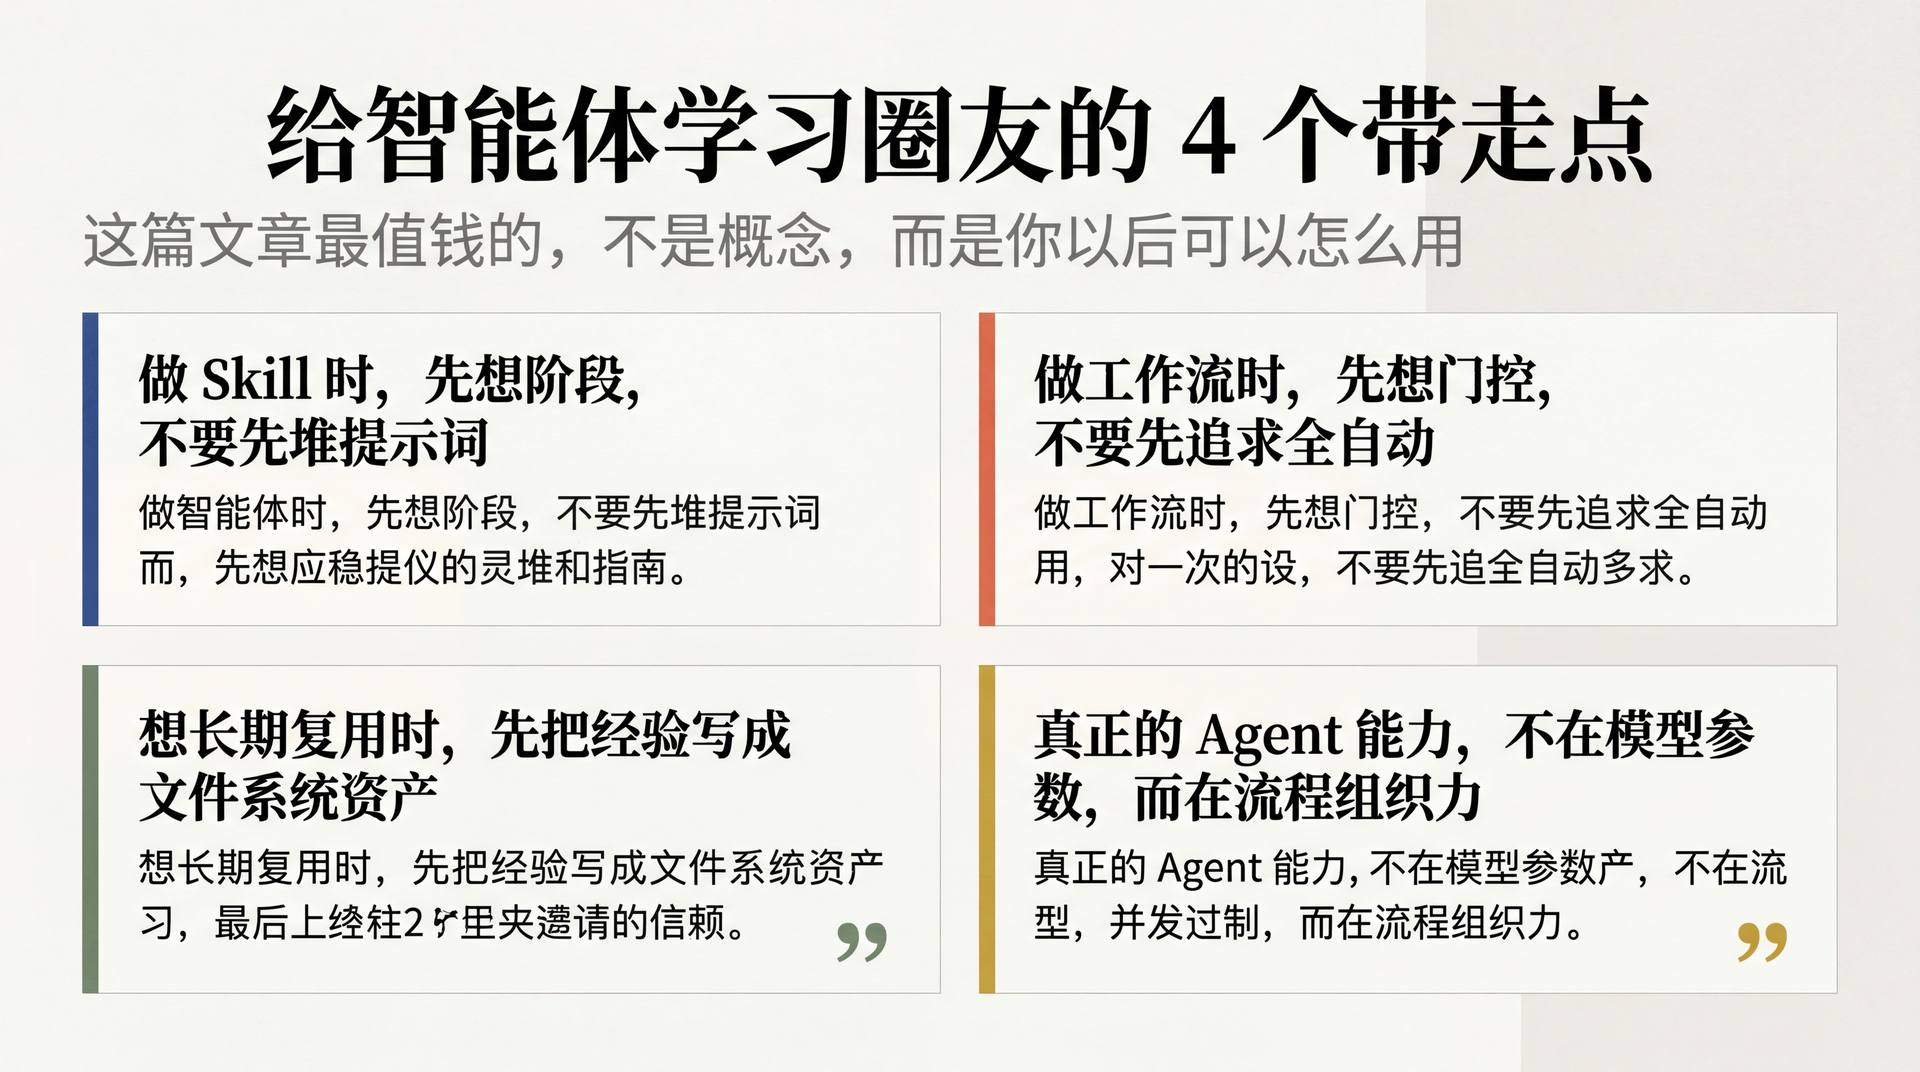 给智能体学习圈友的 4 个带走点
这篇文章最值钱的，不是概念，而是你以后可以怎么用
做 Skill 时，先想阶段，
不要先堆提示词
做智能体时，先想阶段，不要先堆提示词
而，先想应稳提仪的灵堆和指南。
做工作流时，先想门控，
不要先追求全自动
做工作流时，先想门控，不要先追求全自动
用，对一次的设，不要先追全自动多求。
想长期复用时，先把经验写成
文件系统资产
想长期复用时，先把经验写成文件系统资产
习，最后上 2 里夹邀请的信赖。
真正的 Agent 能力，不在模型参
数，而在流程组织力
真正的 Agent 能力, 不在模型参数产，不在流
型，并发过制，而在流程组织力。